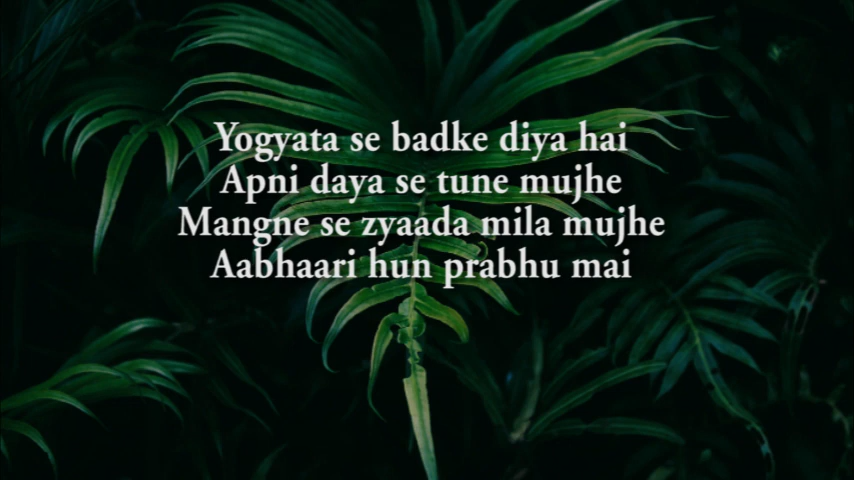 Yogyata se badke diya hai
Apni daya se tune mujhe
Mangne se zyaada mila mujhe
Aabhaari hun prabhu mai